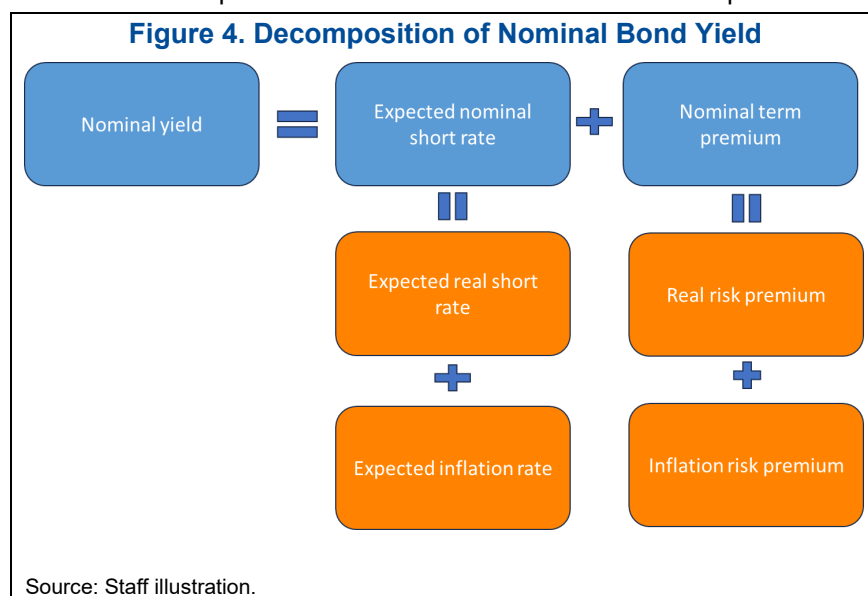 Figure 4. Decomposition of Nominal Bond Yield
Nominal yield
Expected nominal
short rate
Nominal term
premium
Expected real short
rate
Real risk premium
Expected inflation rate
Inflation risk premium
Source: Staff illustration.